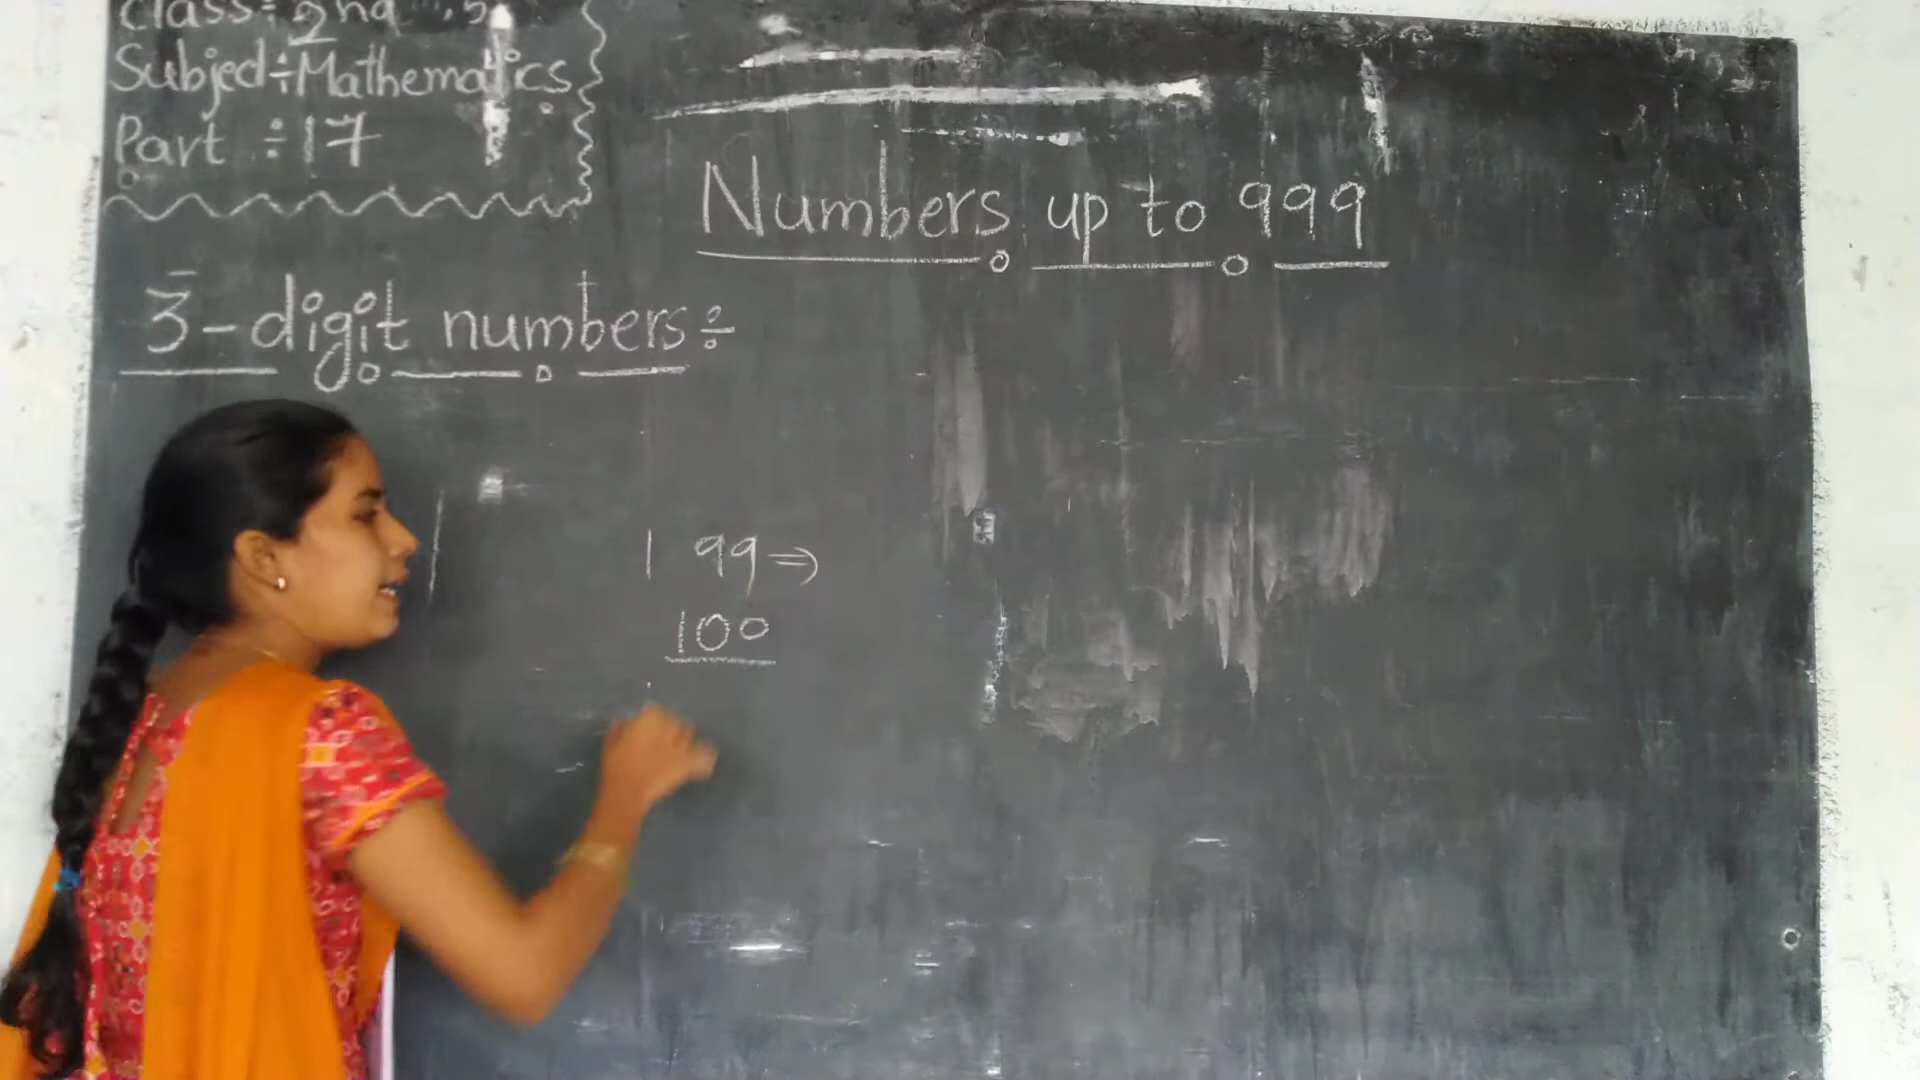 Class÷2nd
Subject÷Mathematics
Part ÷17
Numbers up to 999
3-digit numbers÷
1 99→
100